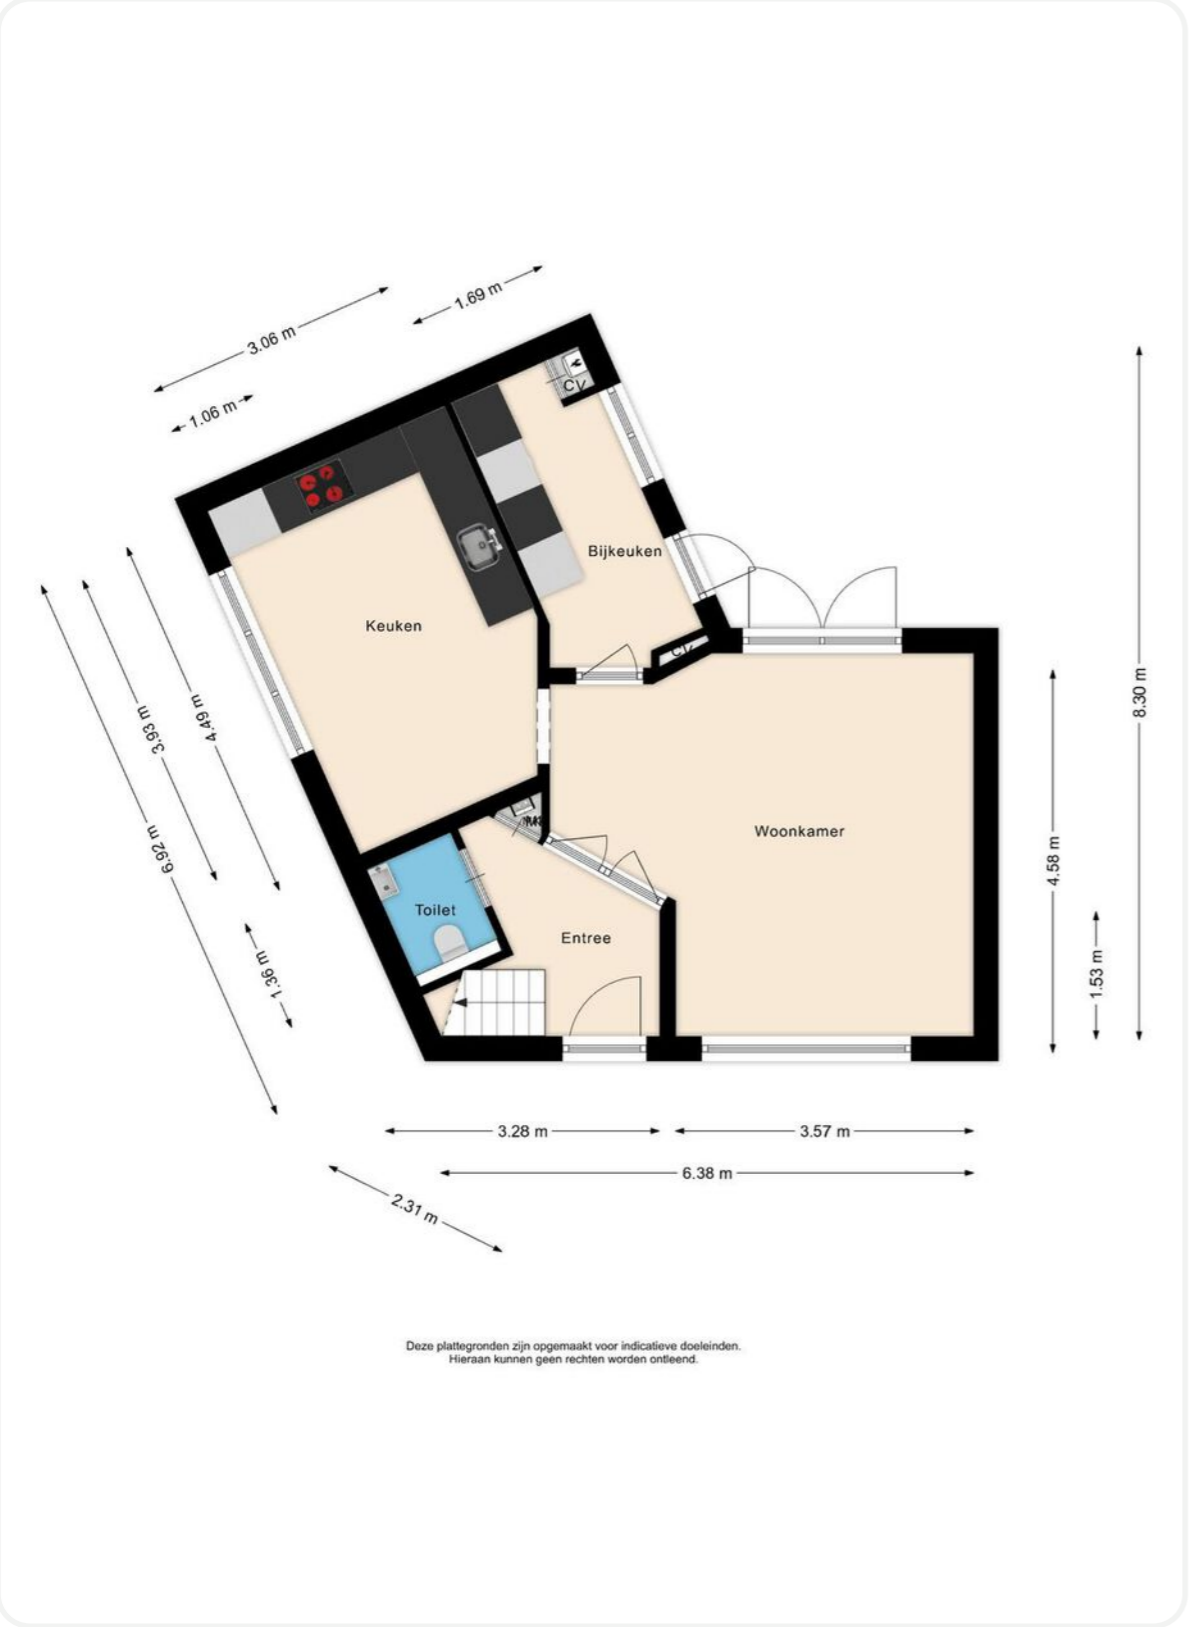 1.69 m
3.06 m
1.06 m
CV
Bijkeuken
Keuken
CV
8.30 m
4.49 m
3.93 m
6.92 m
MK
Woonkamer
4.58 m
Toilet
Entree
1.36 m
1.53 m
3.28 m
3.57 m
6.38 m
2.31 m
Deze plattegronden zijn opgemaakt voor indicatieve doeleinden.
Hieraan kunnen geen rechten worden ontleend.